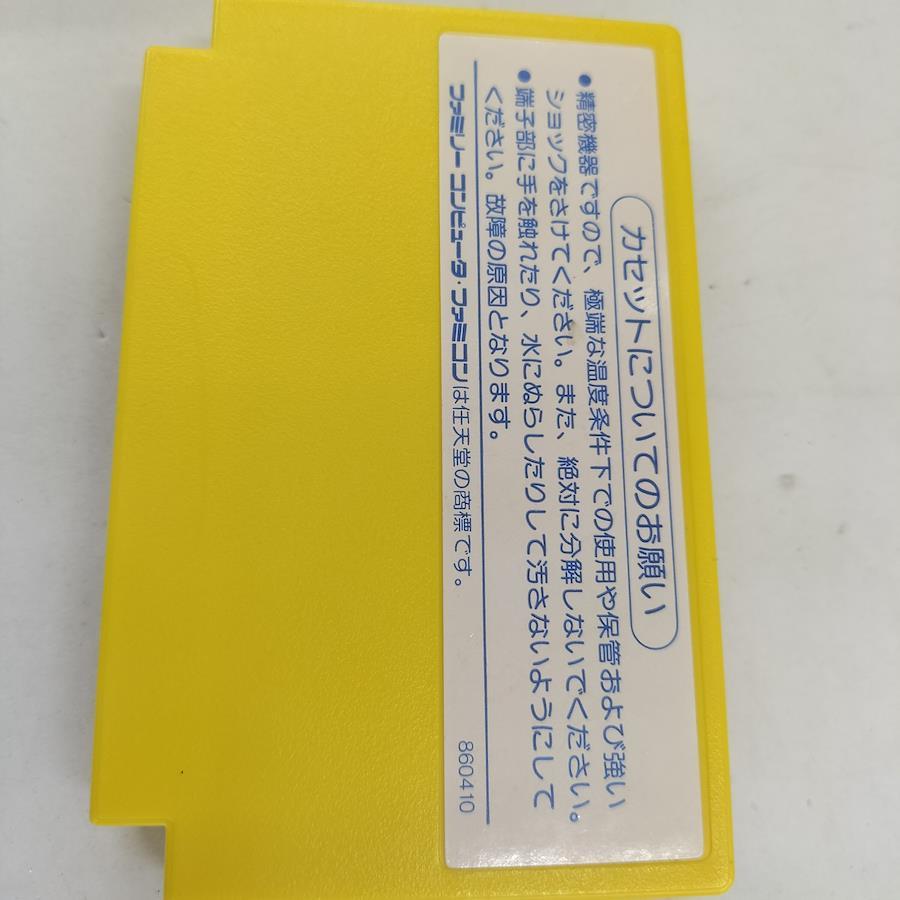 カセットについてのお願い
●精密機器ですので、極端な温度条件下での使用や保管および強い
ショックをさけてください。また、絶対に分解しないでください。
●端子部に手を触れたり、水にぬらしたりして汚さないようにして
ください。故障の原因となります。
ファミリーコンピュータ・ファミコンは任天堂の商標です。
860410